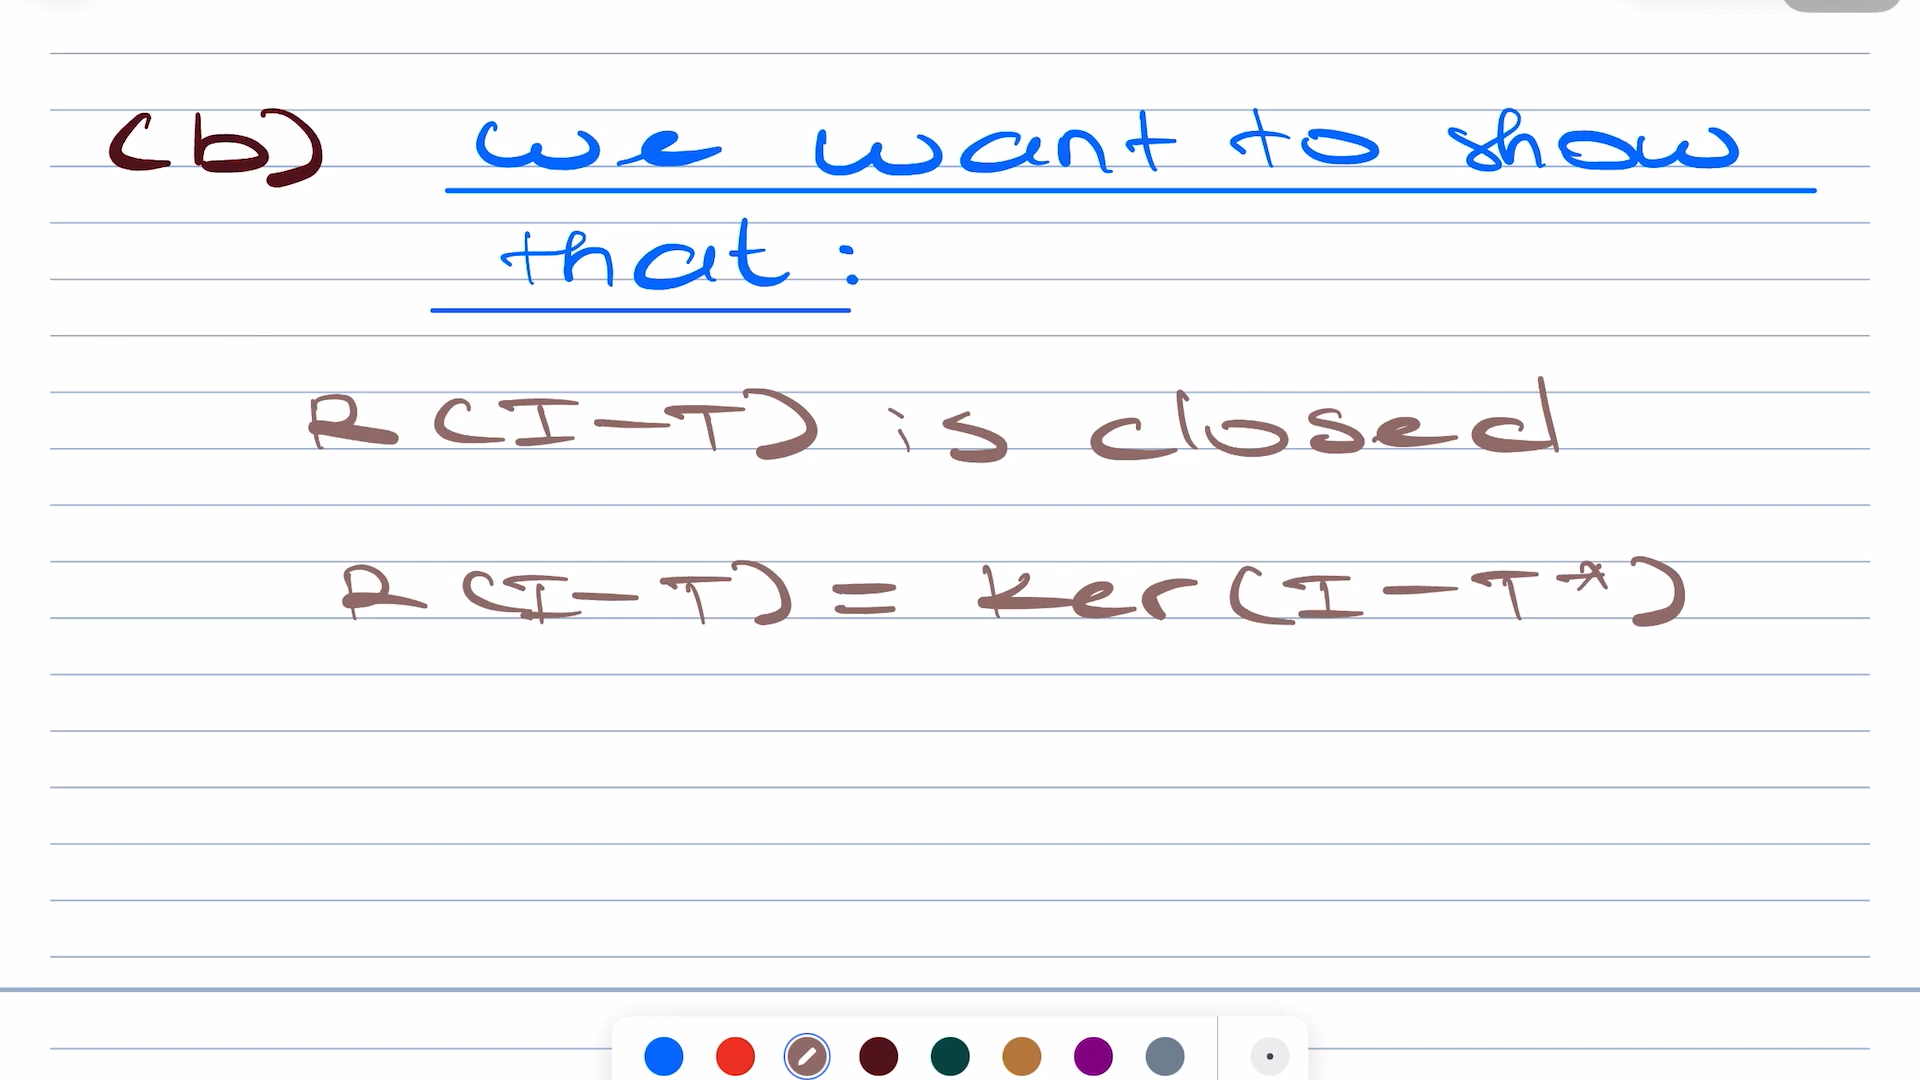 (b) we want to show
that :
R (I-T) is closed
R (I-T) = Ker (I-T*)